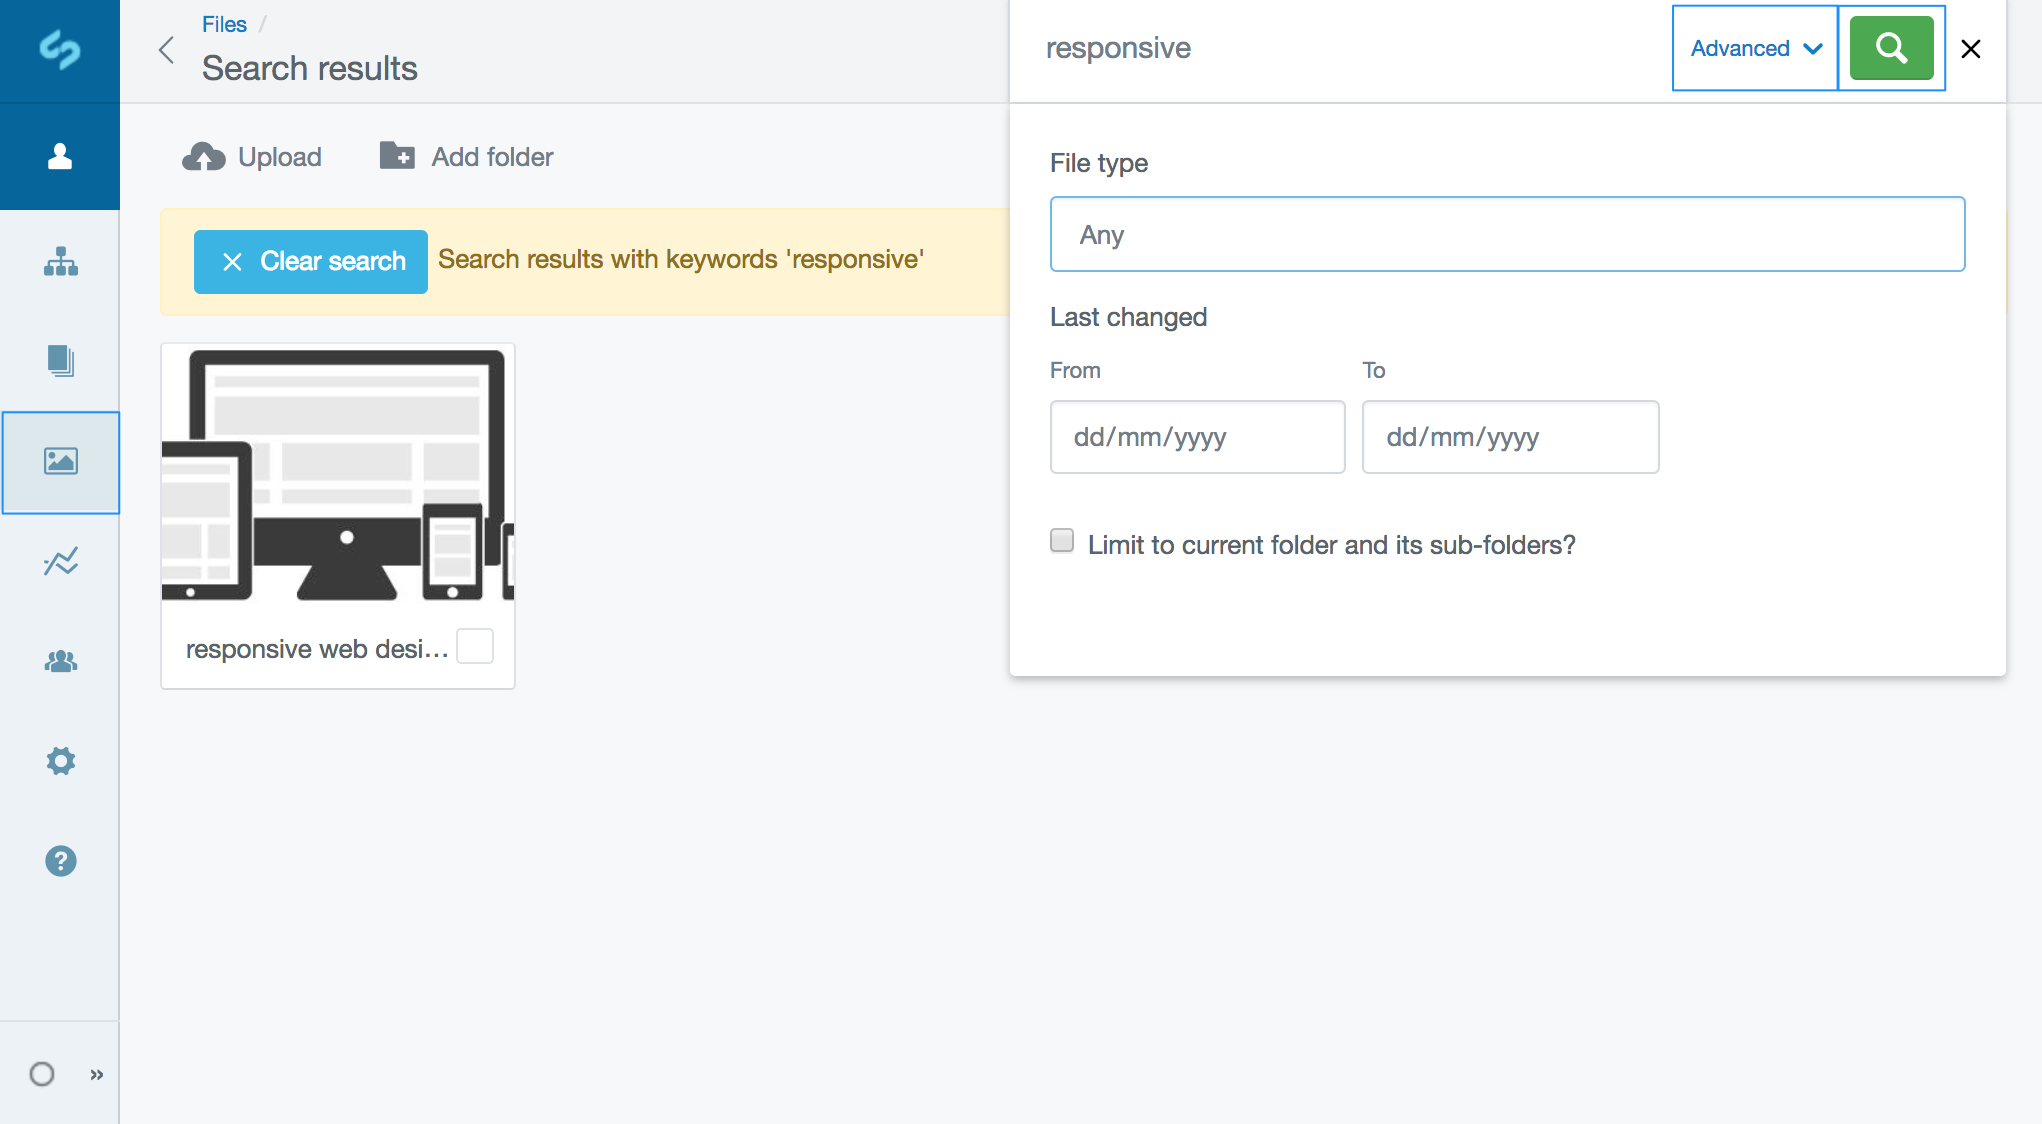 Files /
Search results
responsive
Advanced
Upload
Add folder
Clear search
Search results with keywords 'responsive'
File type
Any
Last changed
From
To
dd/mm/yyyy
dd/mm/yyyy
Limit to current folder and its sub-folders?
responsive web desi...
?
»